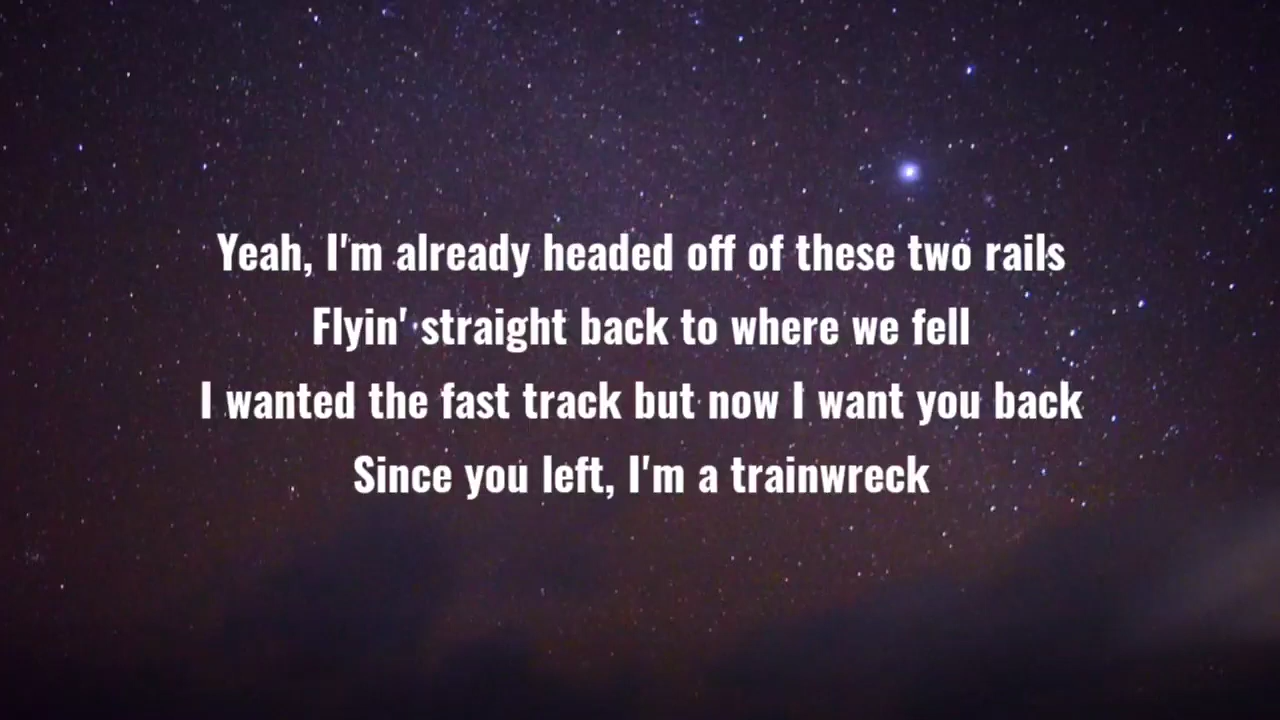 Yeah, I'm already headed off of these two rails
Flyin' straight back to where we fell
I wanted the fast track but now I want you back
Since you left, I'm a trainwreck